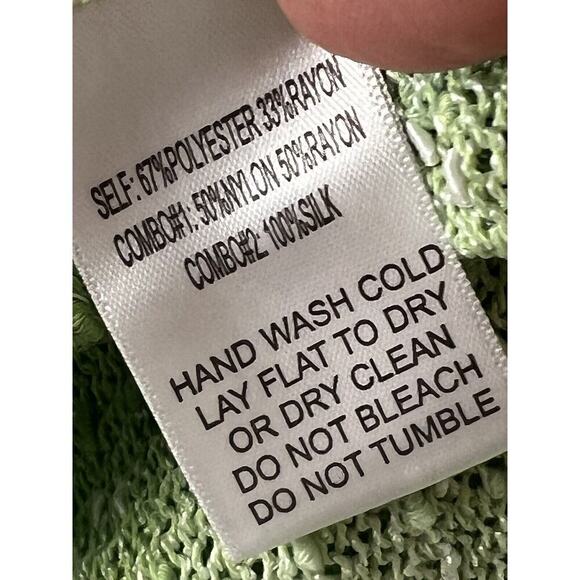 SELF: 67%POLYESTER 33%RAYON
COMBO#1: 50%NYLON 50%RAYON
COMBO#2: 100%SILK
HAND WASH COLD
LAY FLAT TO DRY
OR DRY CLEAN
DO NOT BLEACH
DO NOT TUMBLE